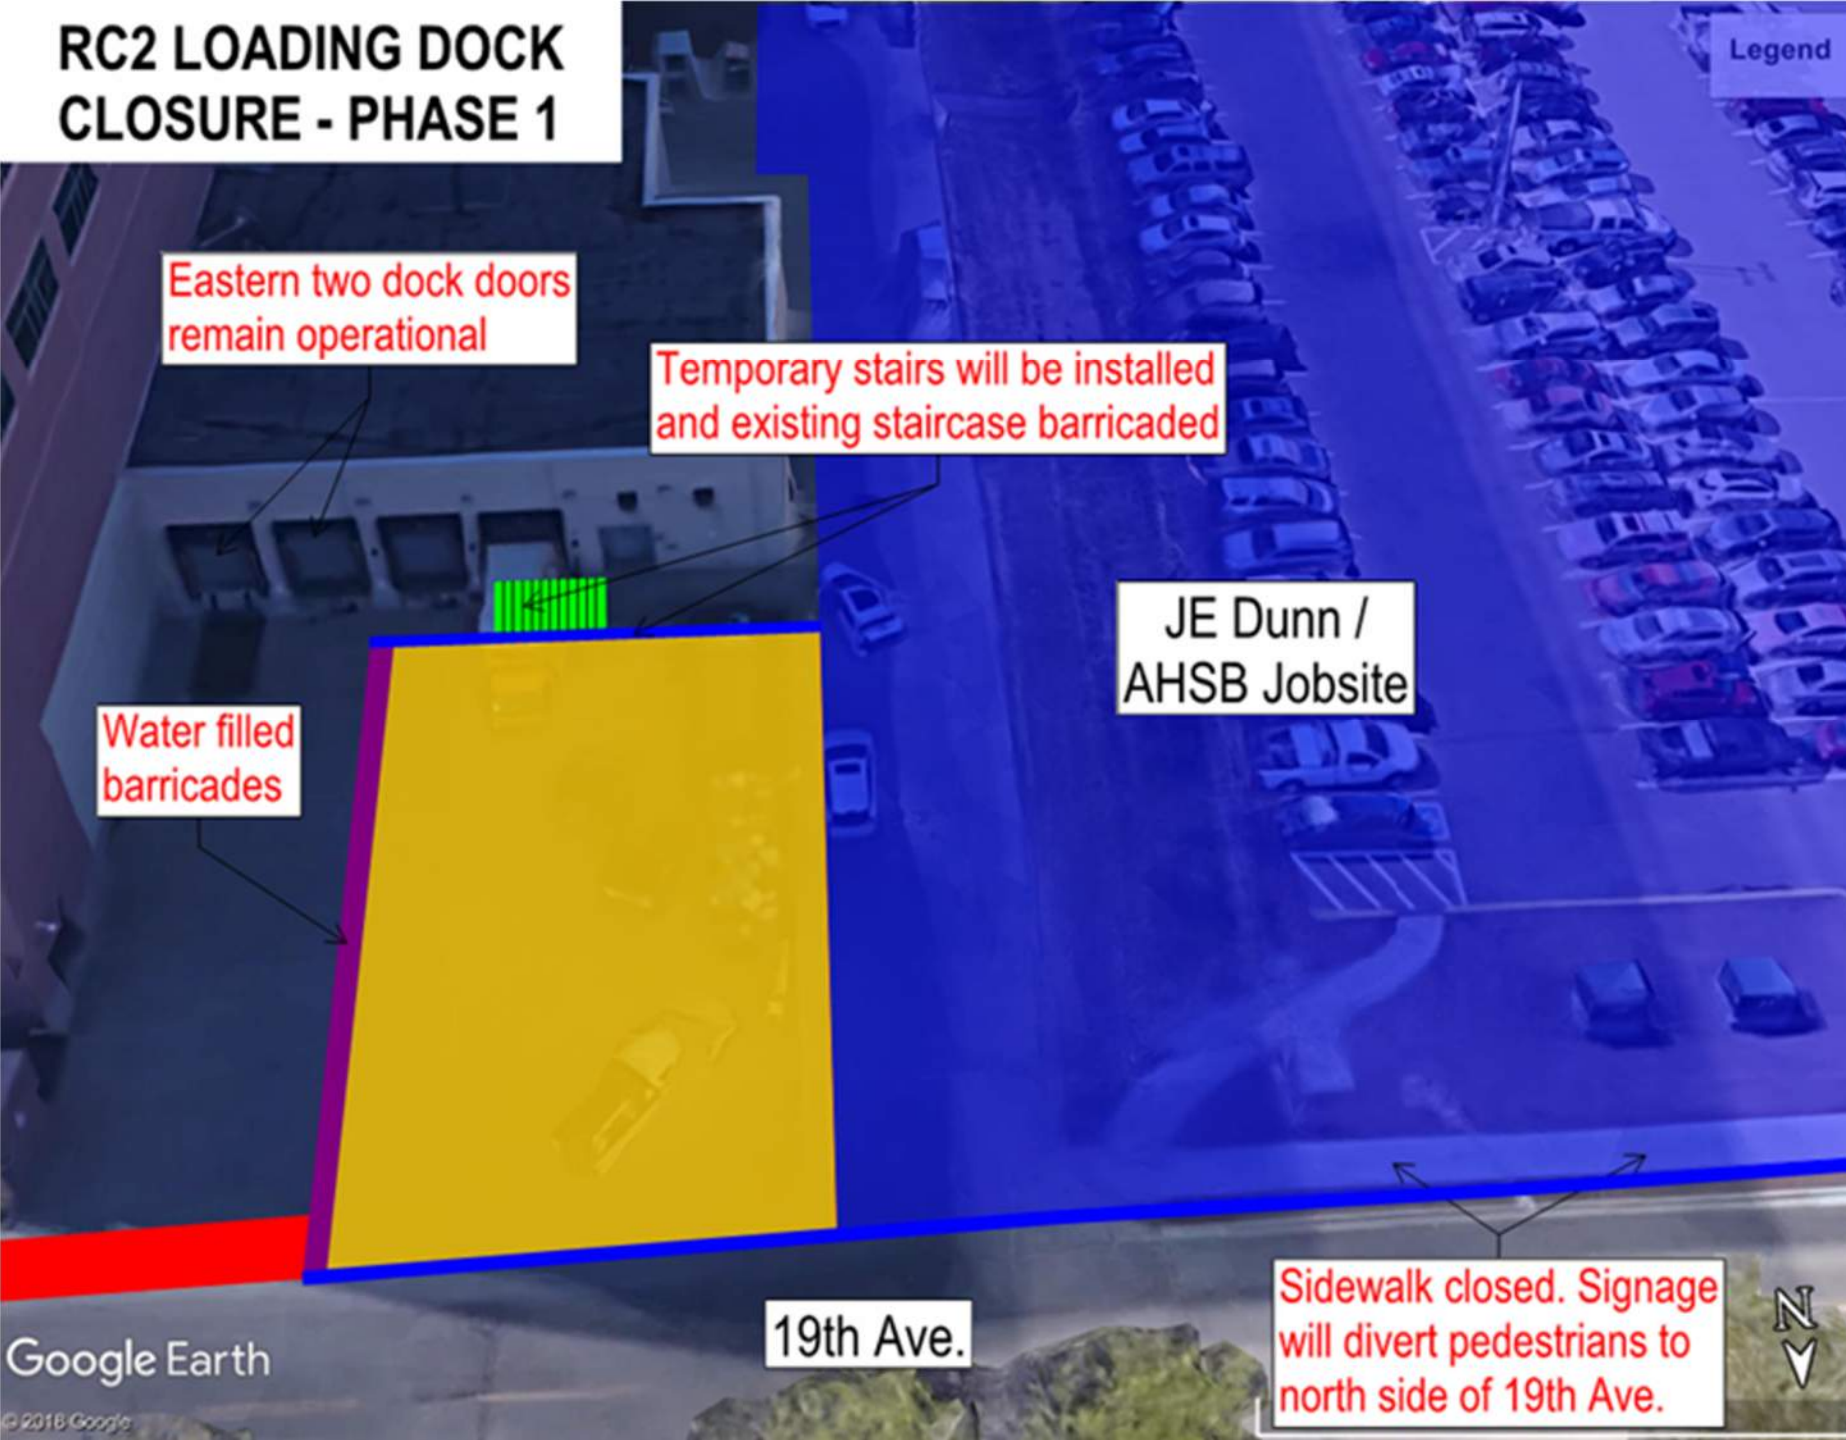 RC2 LOADING DOCK
CLOSURE - PHASE 1
Legend
Eastern two dock doors
remain operational
Temporary stairs will be installed
and existing staircase barricaded
JE Dunn /
AHSB Jobsite
Water filled
barricades
19th Ave.
Sidewalk closed. Signage
will divert pedestrians to
north side of 19th Ave.
N
Google Earth
© 2018 Google